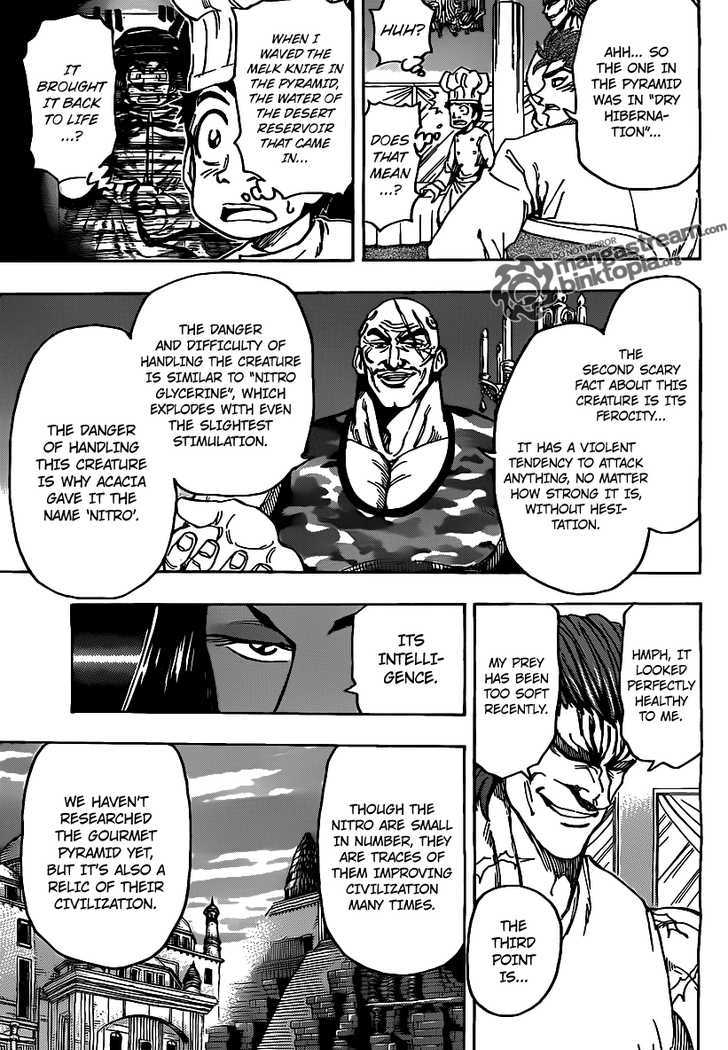 AHH... SO
THE ONE IN
THE PYRAMID
WAS IN "DRY
HIBERNA-
TION"...
HUH?
DOES
THAT
MEAN
...?
WHEN I
WAVED THE
MELK KNIFE IN
THE PYRAMID,
THE WATER OF
THE DESERT
RESERVOIR
THAT CAME
IN...
IT
BROUGHT
IT BACK
TO LIFE
...?
DO NOT MIRROR
mangastream.com
binktopia.org
THE
SECOND SCARY
FACT ABOUT THIS
CREATURE IS ITS
FEROCITY...
IT HAS A VIOLENT
TENDENCY TO ATTACK
ANYTHING, NO MATTER
HOW STRONG IT IS,
WITHOUT HESI-
TATION.
THE DANGER
AND DIFFICULTY OF
HANDLING THE CREATURE
IS SIMILAR TO "NITRO
GLYCERINE", WHICH
EXPLODES WITH EVEN
THE SLIGHTEST
STIMULATION.
THE DANGER
OF HANDLING
THIS CREATURE
IS WHY ACACIA
GAVE IT THE
NAME 'NITRO'.
HMPH, IT
LOOKED
PERFECTLY
HEALTHY
TO ME.
MY PREY
HAS BEEN
TOO SOFT
RECENTLY.
THE
THIRD
POINT
IS...
ITS
INTELLI-
GENCE.
THOUGH THE
NITRO ARE SMALL
IN NUMBER, THEY
ARE TRACES OF
THEM IMPROVING
CIVILIZATION
MANY TIMES.
WE HAVEN'T
RESEARCHED
THE GOURMET
PYRAMID YET,
BUT IT'S ALSO A
RELIC OF THEIR
CIVILIZATION.